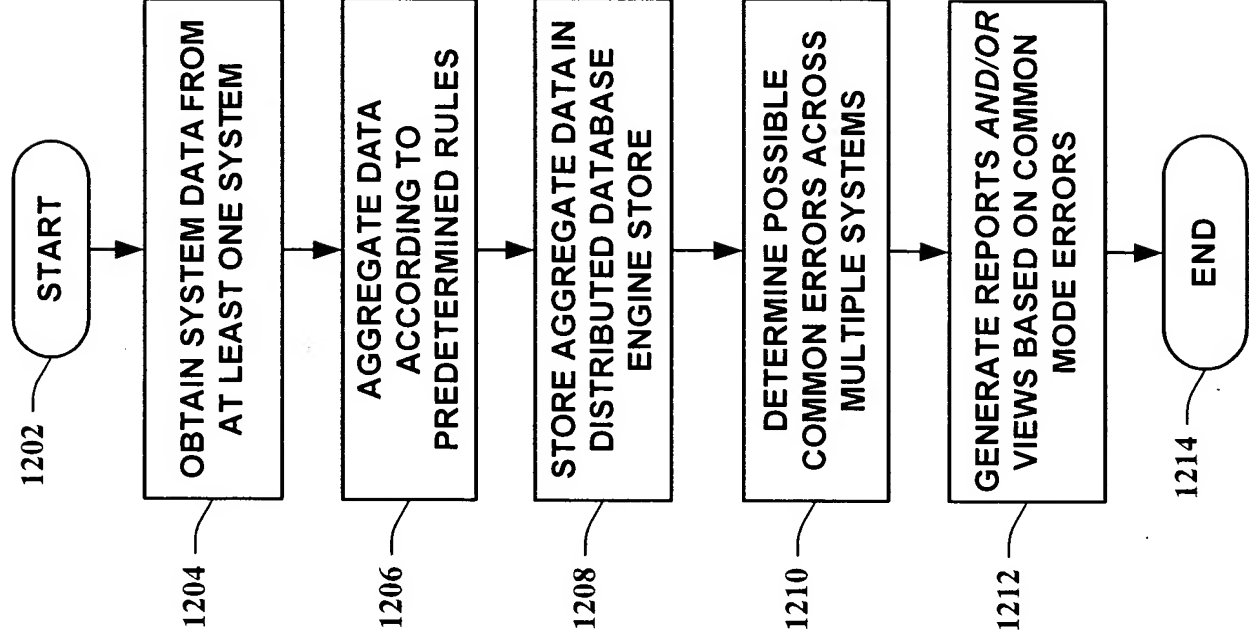 START
1202
OBTAIN SYSTEM DATA FROM
AT LEAST ONE SYSTEM
1204
AGGREGATE DATA
ACCORDING TO
PREDETERMINED RULES
1206
STORE AGGREGATE DATA IN
DISTRIBUTED DATABASE
ENGINE STORE
1208
DETERMINE POSSIBLE
COMMON ERRORS ACROSS
MULTIPLE SYSTEMS
1210
GENERATE REPORTS AND/OR
VIEWS BASED ON COMMON
MODE ERRORS
1212
END
1214